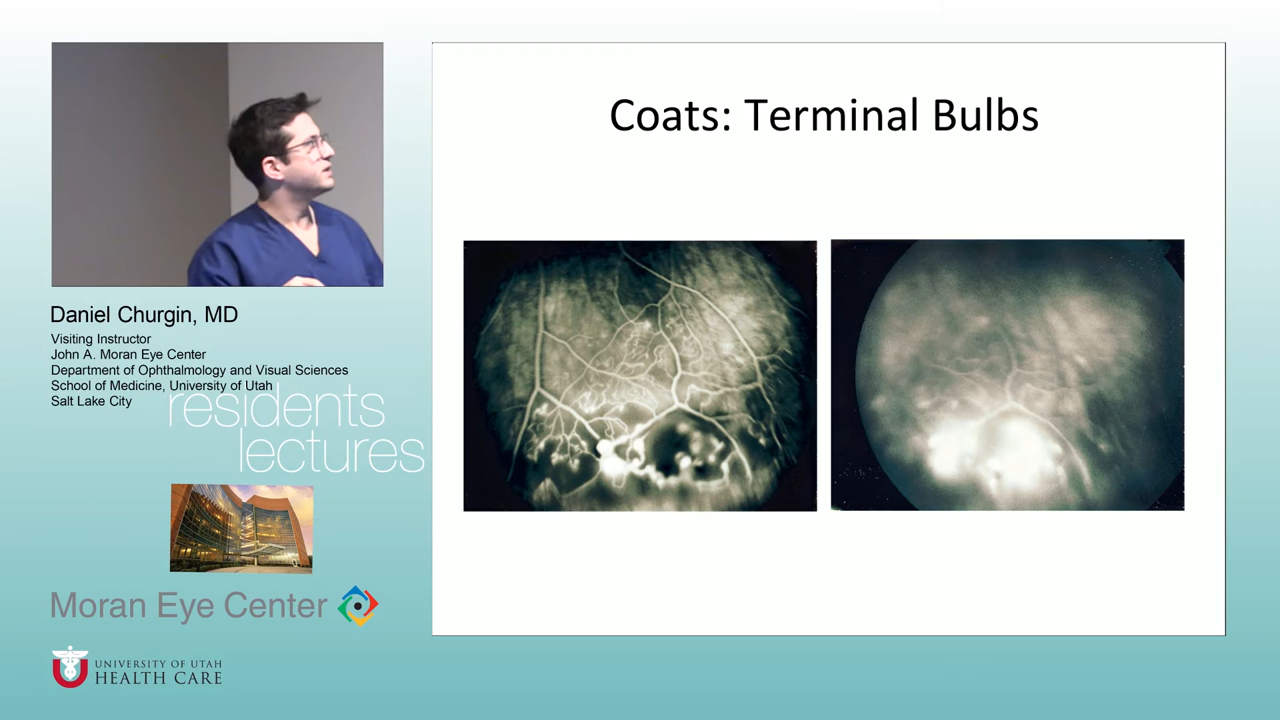 Coats: Terminal Bulbs
Daniel Churgin, MD
Visiting Instructor
John A. Moran Eye Center
Department of Ophthalmology and Visual Sciences
School of Medicine, University of Utah
Salt Lake City
residents
lectures
Moran Eye Center
UNIVERSITY OF UTAH
HEALTH CARE